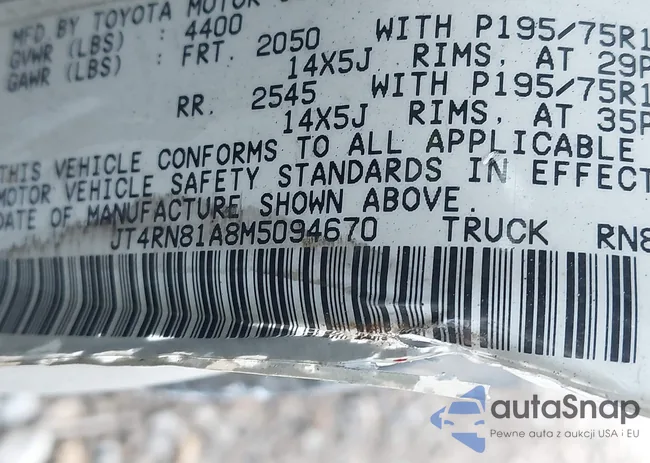 MFD. BY TOYOTA MOTOR
GVWR (LBS) : 4400
GAWR (LBS) : FRT. 2050 WITH P195/75R1
14X5J RIMS, AT 29P
RR. 2545 WITH P195/75R1
14X5J RIMS, AT 35P
THIS VEHICLE CONFORMS TO ALL APPLICABLE
MOTOR VEHICLE SAFETY STANDARDS IN EFFECT
DATE OF MANUFACTURE SHOWN ABOVE.
JT4RN81A8M5094670 TRUCK RN8
autaSnap
Pewne auta z aukcji USA i EU